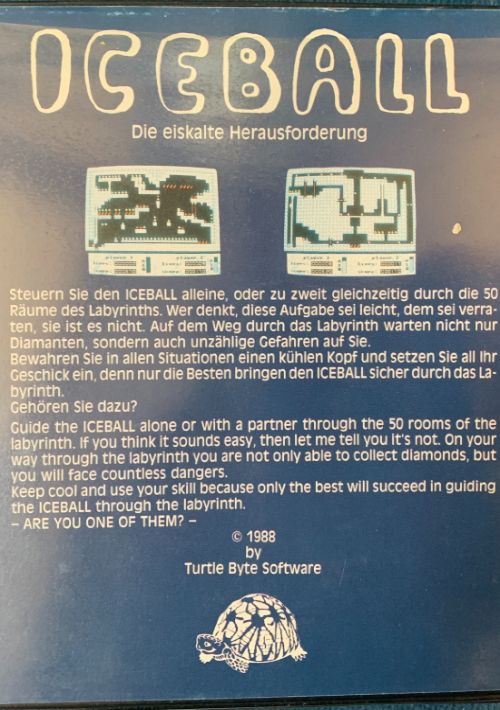 ICEBALL
Die eiskalte Herausforderung
Steuern Sie den ICEBALL alleine, oder zu zweit gleichzeitig durch die 50
Räume des Labyrinths. Wer denkt, diese Aufgabe sei leicht, dem sei verra-
ten, sie ist es nicht. Auf dem Weg durch das Labyrinth warten nicht nur
Diamanten, sondern auch unzählige Gefahren auf Sie.
Bewahren Sie in allen Situationen einen kühlen Kopf und setzen Sie all Ihr
Geschick ein, denn nur die Besten bringen den ICEBALL sicher durch das La-
byrinth.
Gehören Sie dazu?
Guide the ICEBALL alone or with a partner through the 50 rooms of the
labyrinth. If you think it sounds easy, then let me tell you it's not. On your
way through the labyrinth you are not only able to collect diamonds, but
you will face countless dangers.
Keep cool and use your skill because only the best will succeed in guiding
the ICEBALL through the labyrinth.
– ARE YOU ONE OF THEM? –
© 1988
by
Turtle Byte Software